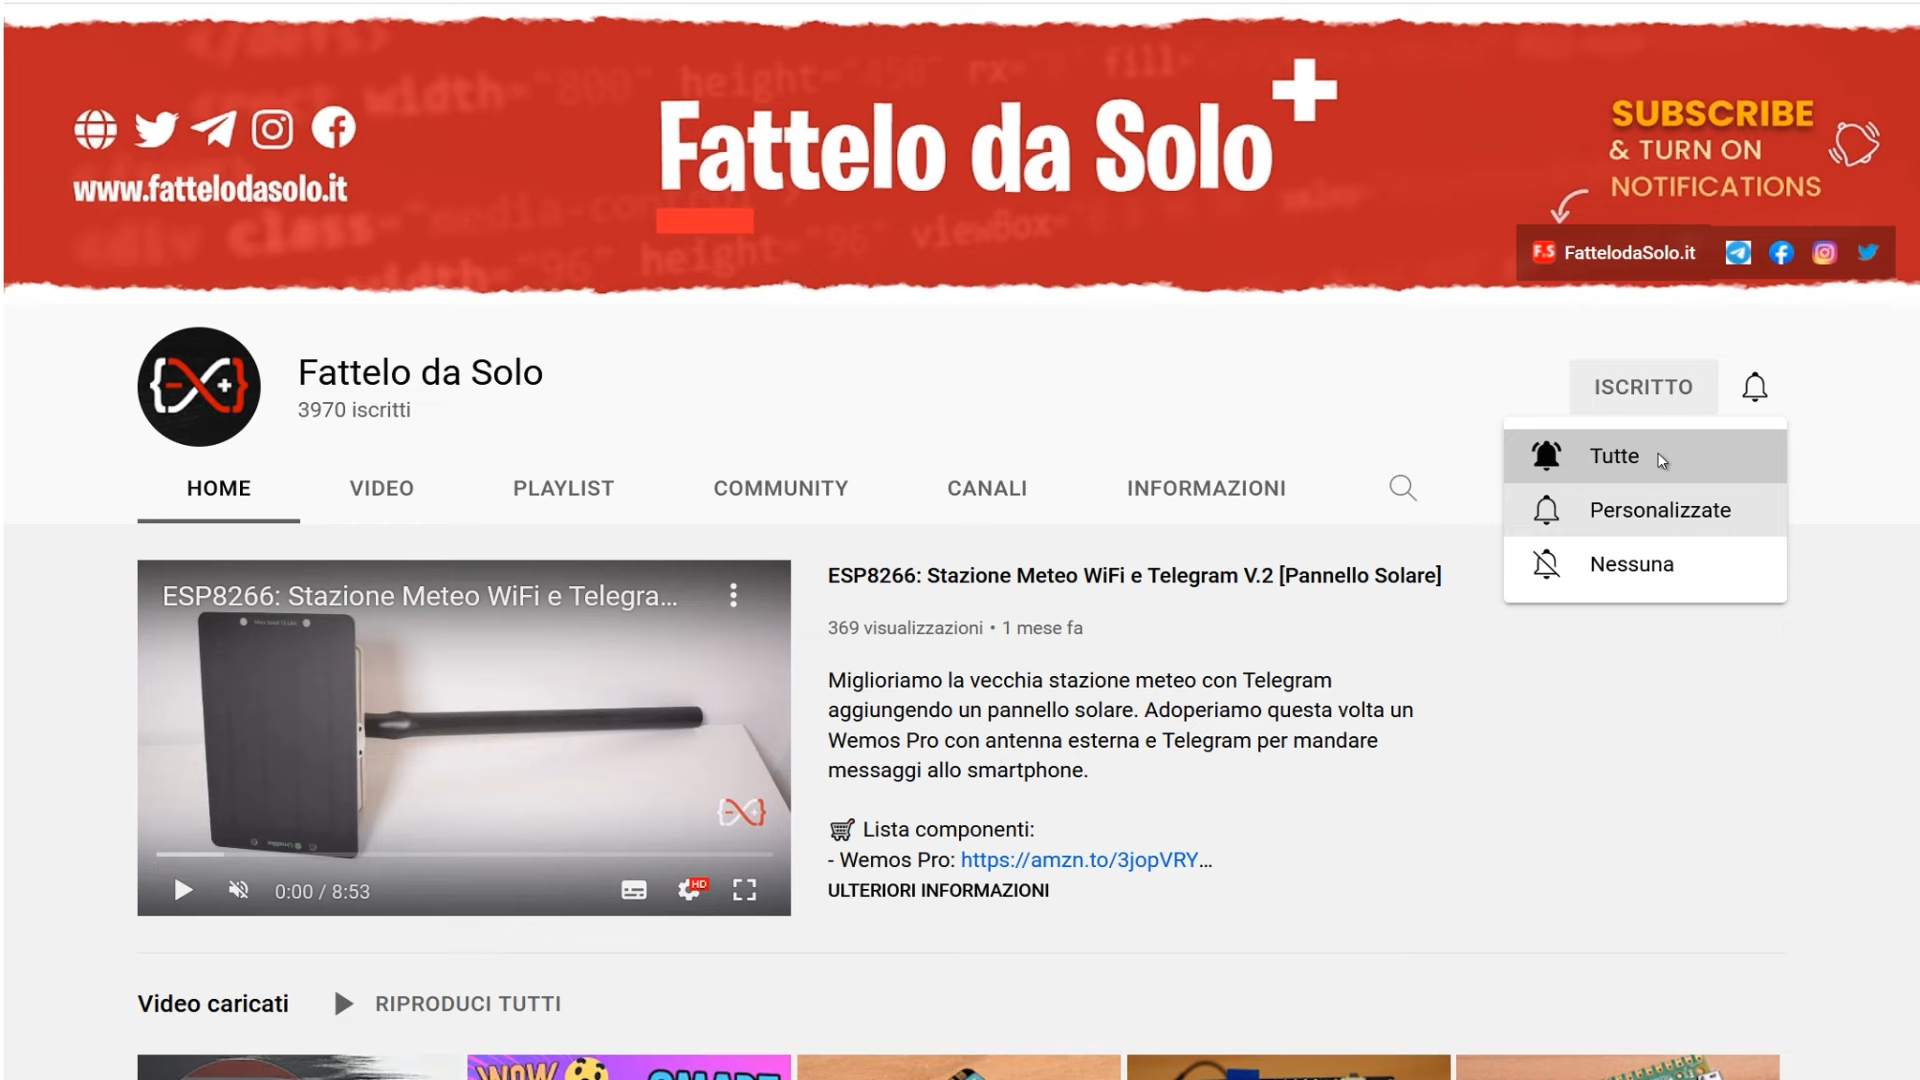 Fattelo da Solo
www.fattelodasolo.it
SUBSCRIBE
& TURN ON
NOTIFICATIONS
F.S FattelodaSolo.it
Fattelo da Solo
3970 iscritti
ISCRITTO
Tutte
Personalizzate
Nessuna
HOME VIDEO PLAYLIST COMMUNITY CANALI INFORMAZIONI
ESP8266: Stazione Meteo WiFi e Telegra...
0:00 / 8:53
HD
ESP8266: Stazione Meteo WiFi e Telegram V.2 [Pannello Solare]
369 visualizzazioni • 1 mese fa
Miglioriamo la vecchia stazione meteo con Telegram
aggiungendo un pannello solare. Adoperiamo questa volta un
Wemos Pro con antenna esterna e Telegram per mandare
messaggi allo smartphone.
Lista componenti:
- Wemos Pro: https://amzn.to/3jopVRY...
ULTERIORI INFORMAZIONI
Video caricati RIPRODUCI TUTTI
WOW SMART